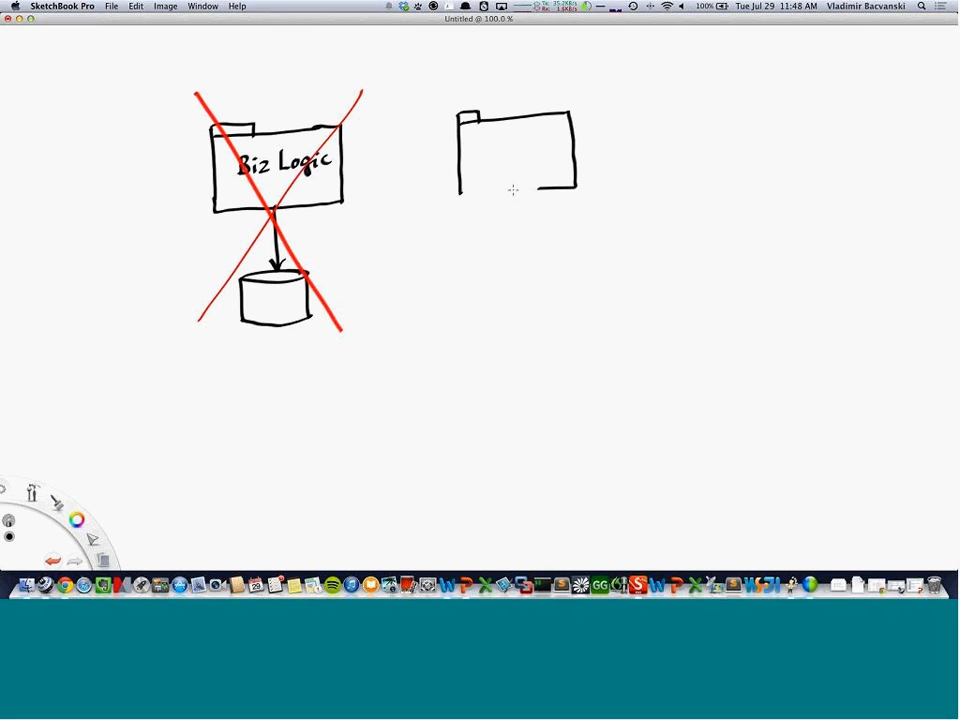 SketchBook Pro File Edit Image Window Help 100% Tue Jul 29 11:48 AM Vladimir Bacvanski
Untitled @ 100.0 %
Biz Logic